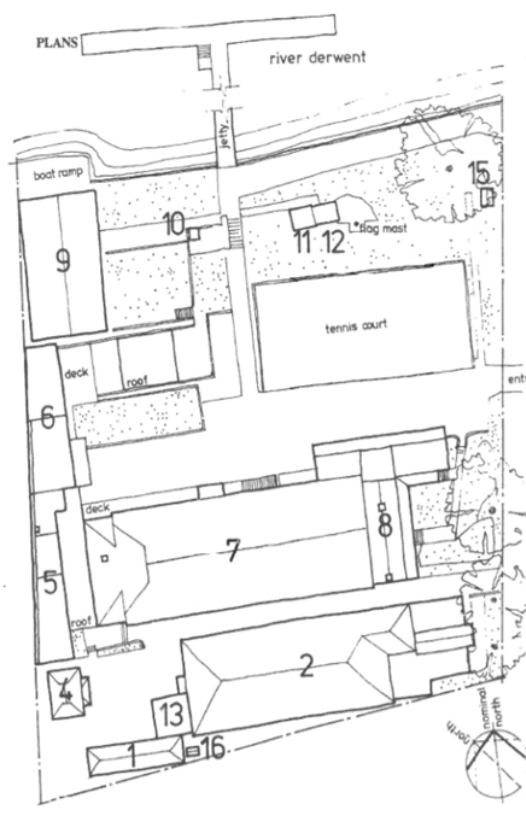 PLANS
river derwent
jetty
boat ramp
15
10
11 12
flag mast
9
tennis court
deck
roof
entr
6
deck
8
7
5
roof
2
4
13
1
16
nominal
north
north